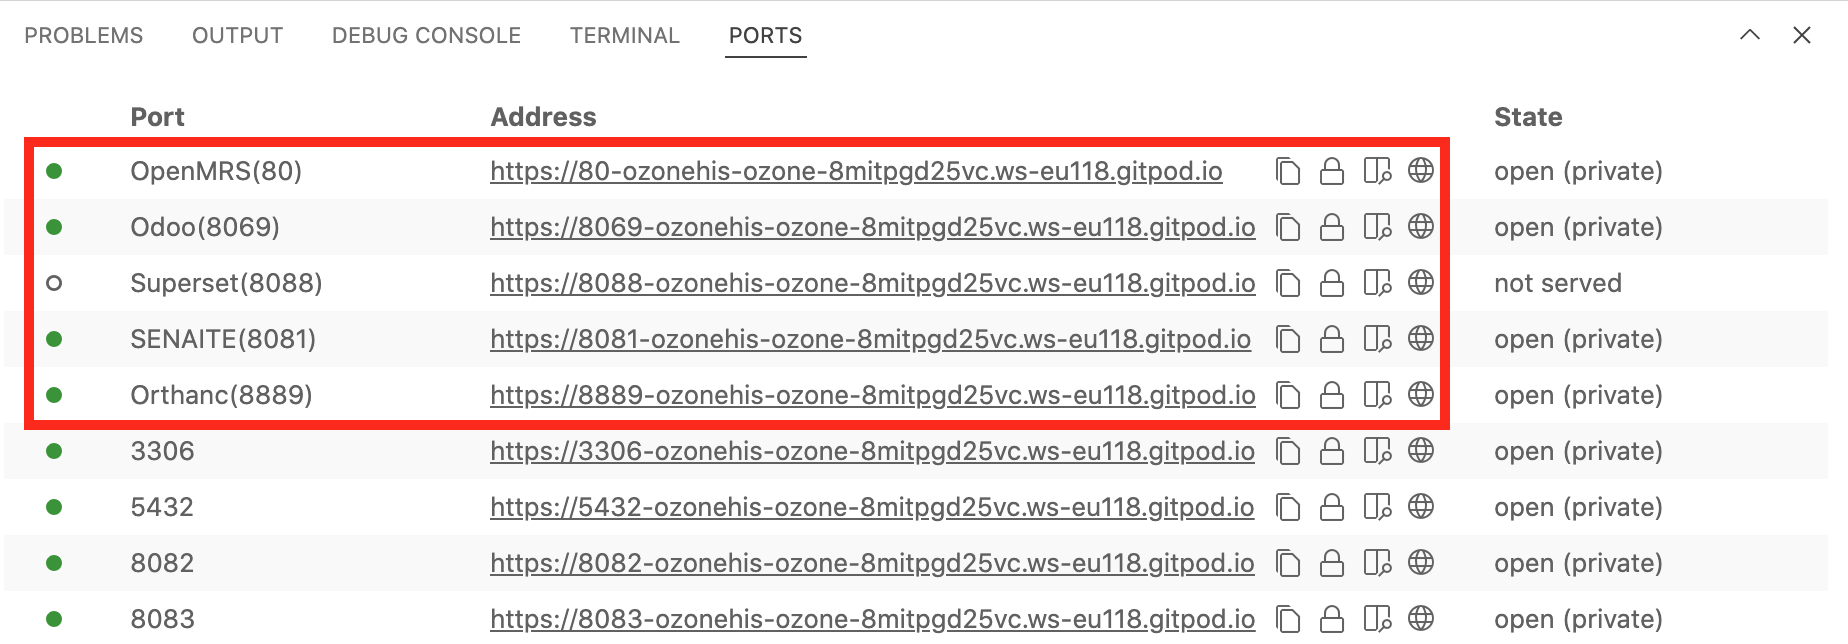 PROBLEMS OUTPUT DEBUG CONSOLE TERMINAL PORTS
Port Address State
OpenMRS(80) https://80-ozonehis-ozone-8mitpgd25vc.ws-eu118.gitpod.io open (private)
Odoo(8069) https://8069-ozonehis-ozone-8mitpgd25vc.ws-eu118.gitpod.io open (private)
Superset(8088) https://8088-ozonehis-ozone-8mitpgd25vc.ws-eu118.gitpod.io not served
SENAITE(8081) https://8081-ozonehis-ozone-8mitpgd25vc.ws-eu118.gitpod.io open (private)
Orthanc(8889) https://8889-ozonehis-ozone-8mitpgd25vc.ws-eu118.gitpod.io open (private)
3306 https://3306-ozonehis-ozone-8mitpgd25vc.ws-eu118.gitpod.io open (private)
5432 https://5432-ozonehis-ozone-8mitpgd25vc.ws-eu118.gitpod.io open (private)
8082 https://8082-ozonehis-ozone-8mitpgd25vc.ws-eu118.gitpod.io open (private)
8083 https://8083-ozonehis-ozone-8mitpgd25vc.ws-eu118.gitpod.io open (private)